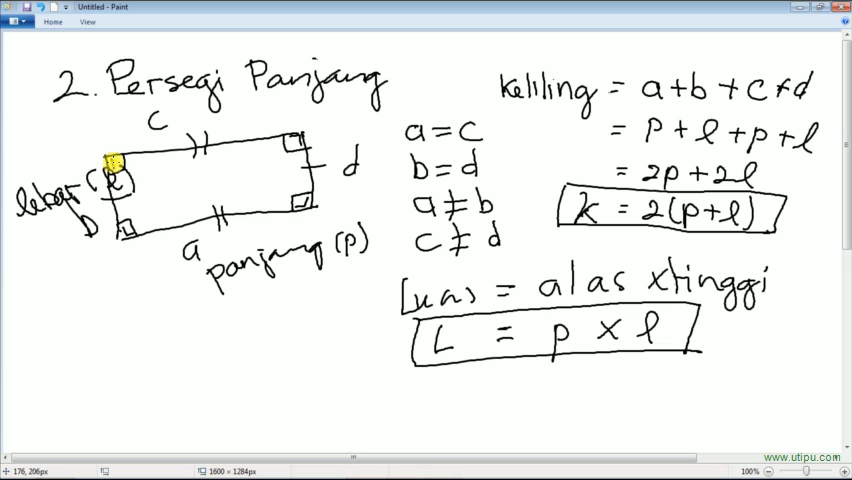 Untitled - Paint
Home View
2. Persegi Panjang
c
d
lebar (l)
b
a
panjang (p)
a = c
b = d
a ≠ b
c ≠ d
Keliling = a+b+c+d
= p+l+p+l
= 2p+2l
K = 2(p+l)
Luas = alas x tinggi
L = p x l
www.utipu.com
176, 206px
1600 × 1284px
100%